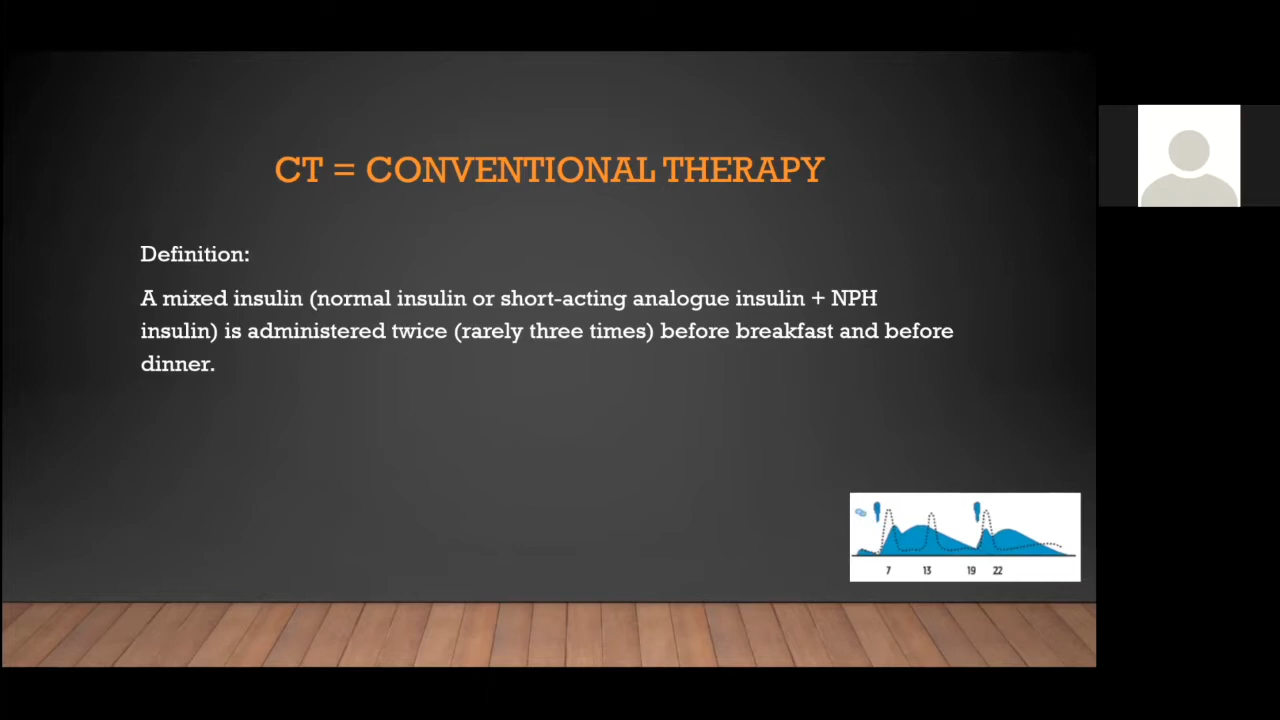 CT = CONVENTIONAL THERAPY
Definition:
A mixed insulin (normal insulin or short-acting analogue insulin + NPH
insulin) is administered twice (rarely three times) before breakfast and before
dinner.
7 13 19 22